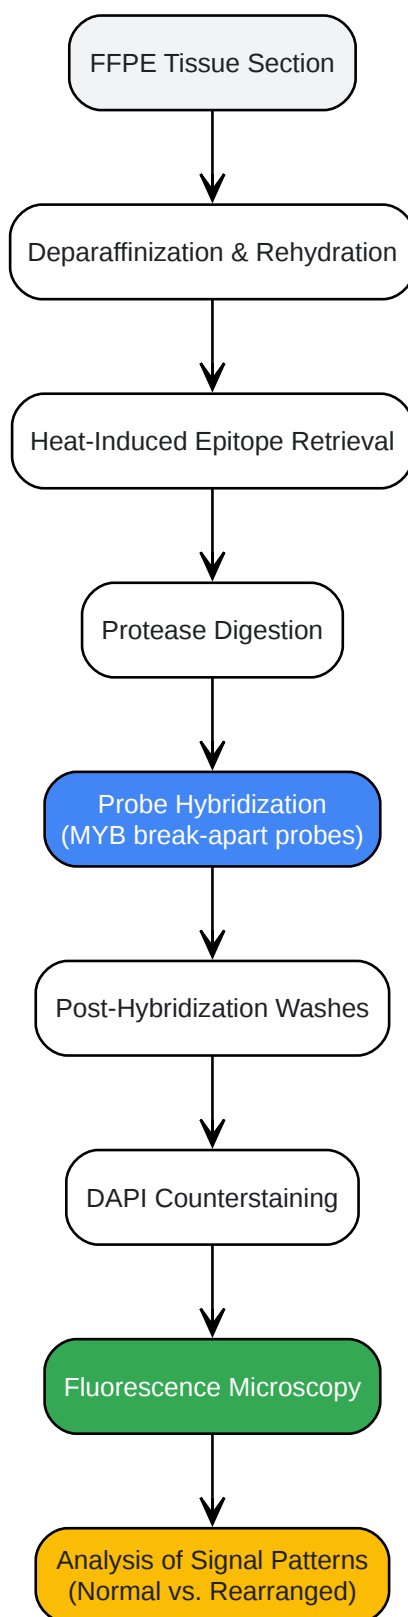 FFPE Tissue Section
Deparaffinization & Rehydration
Heat-Induced Epitope Retrieval
Protease Digestion
Probe Hybridization
(MYB break-apart probes)
Post-Hybridization Washes
DAPI Counterstaining
Fluorescence Microscopy
Analysis of Signal Patterns
(Normal vs. Rearranged)